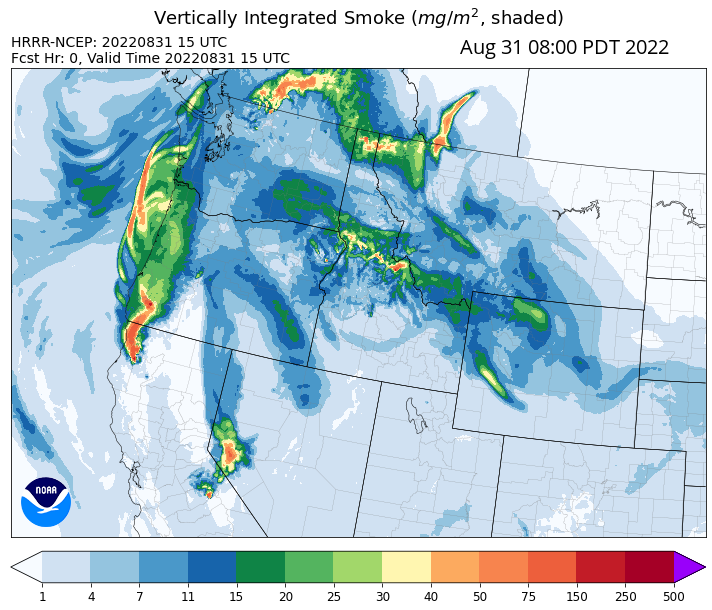 Vertically Integrated Smoke (mg/m², shaded)
HRRR-NCEP: 20220831 15 UTC
Aug 31 08:00 PDT 2022
Fcst Hr: 0, Valid Time 20220831 15 UTC
NOAA
1 4 7 11 15 20 25 30 40 50 75 150 250 500